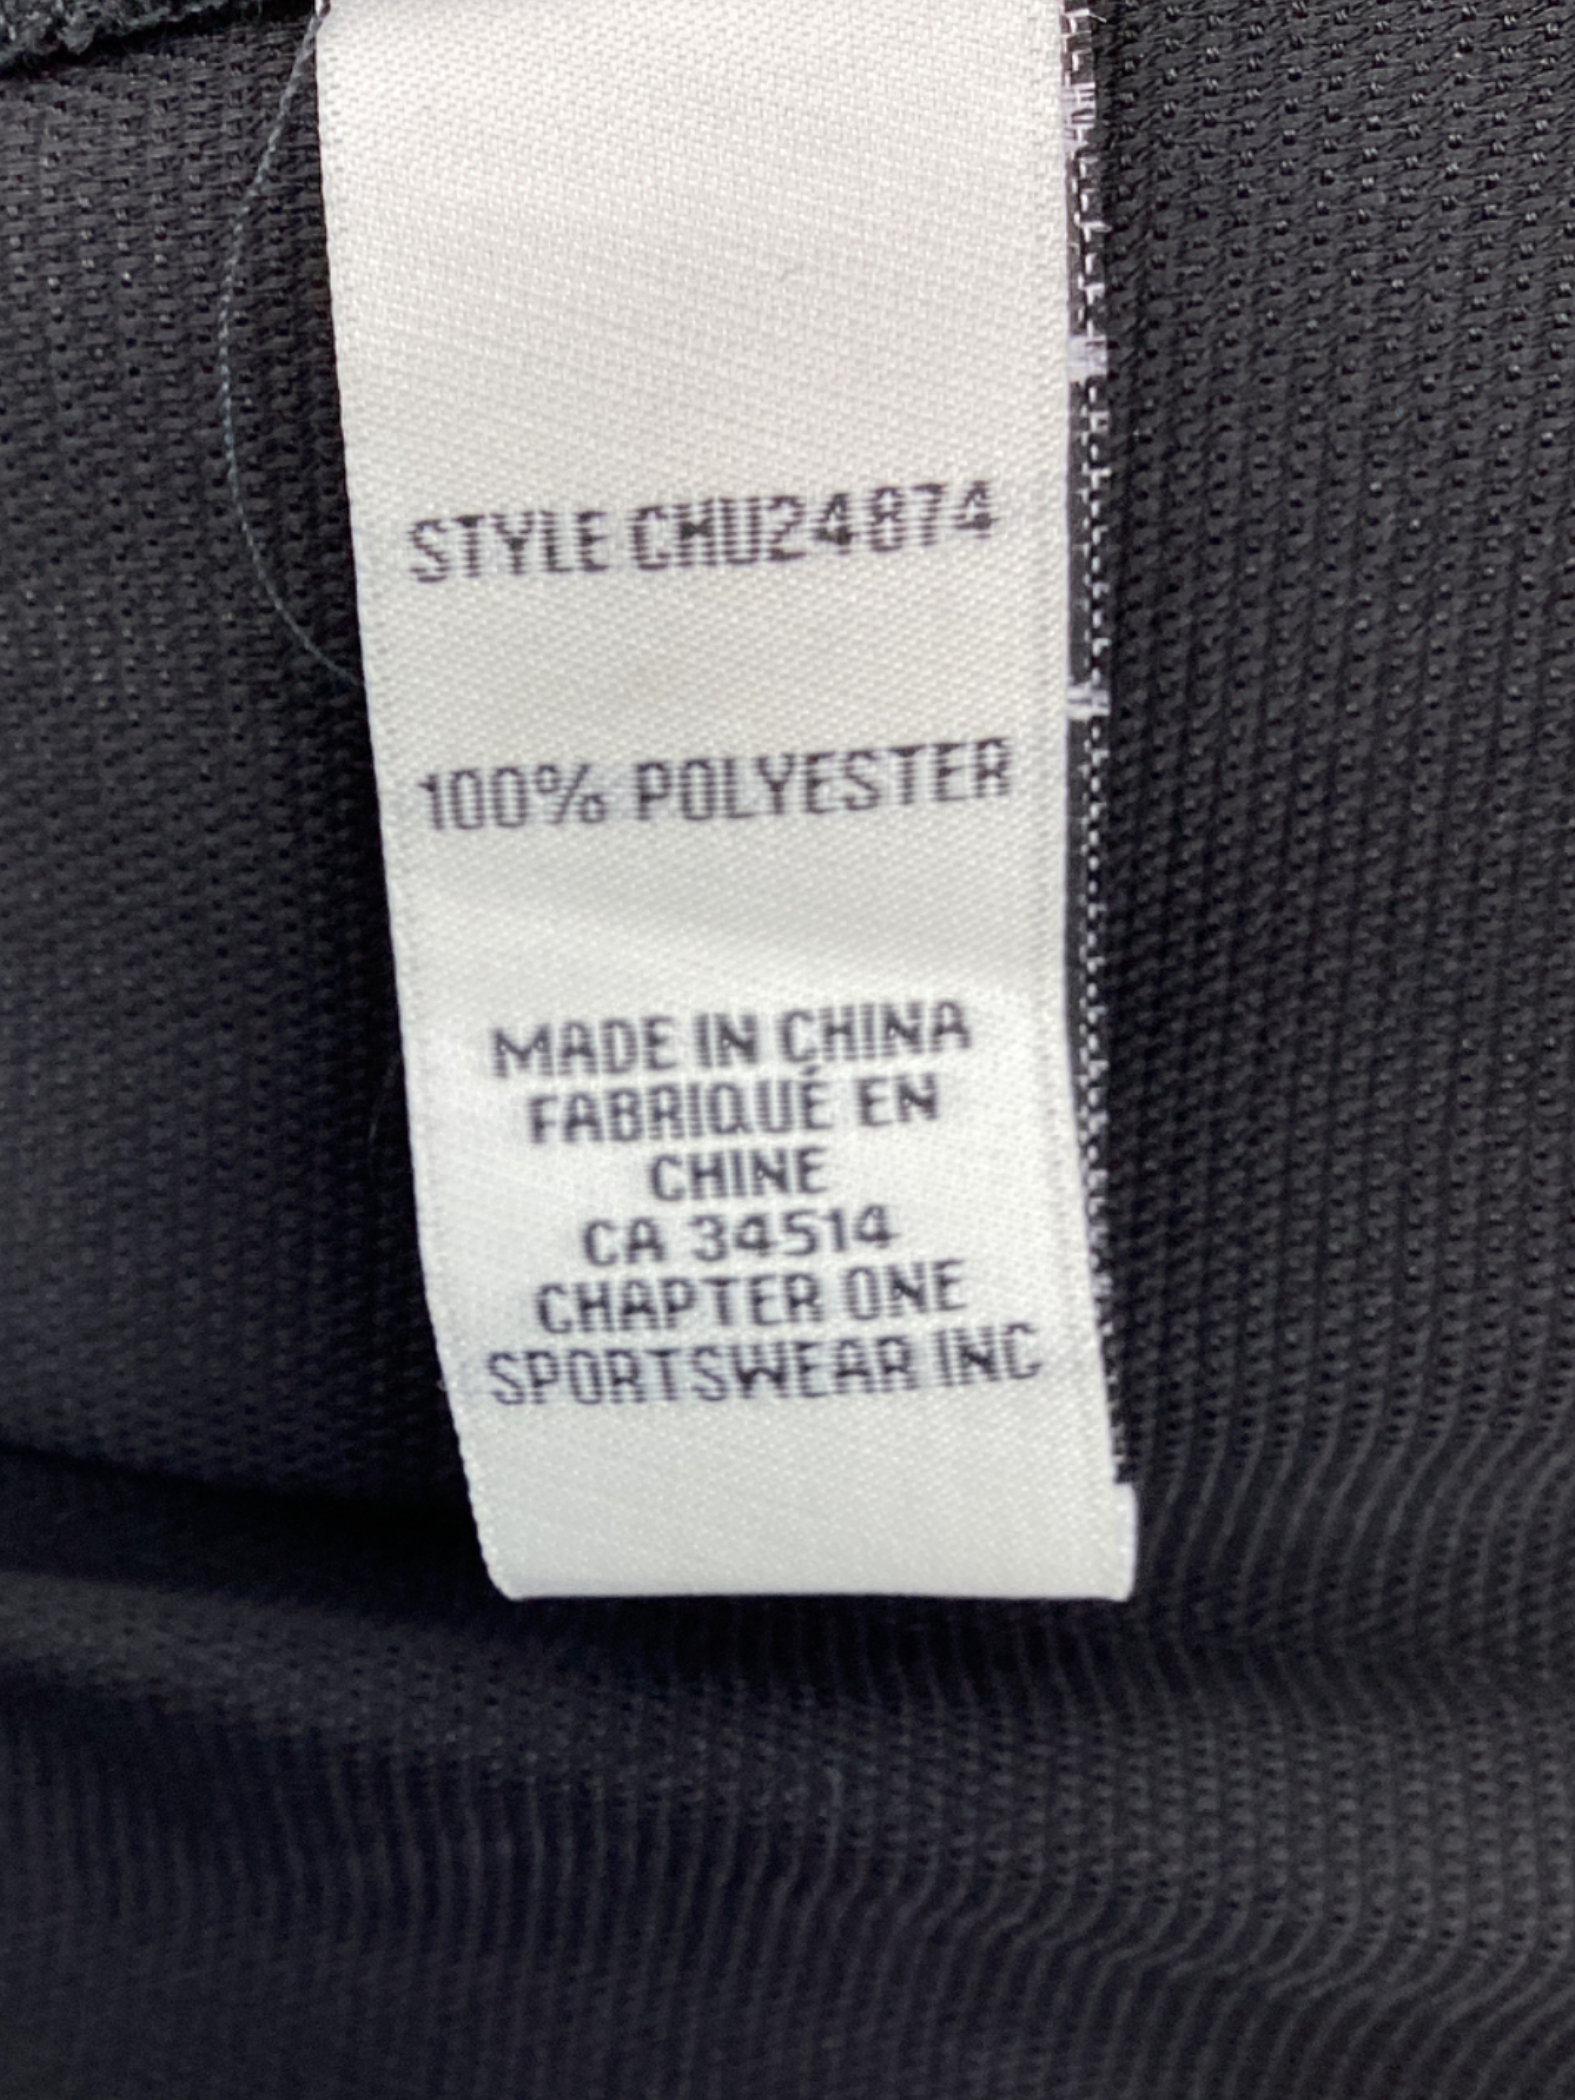 STYLE CHU24874
100% POLYESTER
MADE IN CHINA
FABRIQUÉ EN
CHINE
CA 34514
CHAPTER ONE
SPORTSWEAR INC